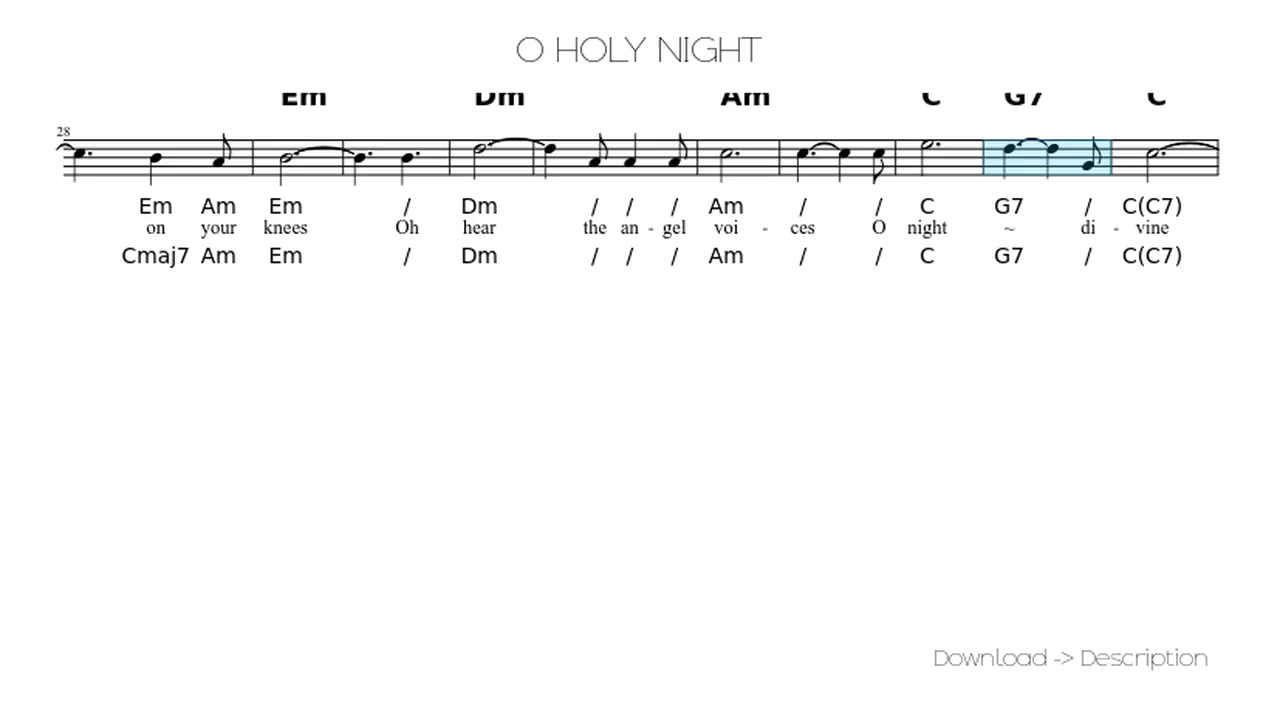 O HOLY NIGHT
Em Dm Am C G7 C
28
Em Am Em / Dm / / / Am / / C G7 / C(C7)
on your knees Oh hear the an - gel voi - ces O night ~ di - vine
Cmaj7 Am Em / Dm / / / Am / / C G7 / C(C7)
Download -> Description